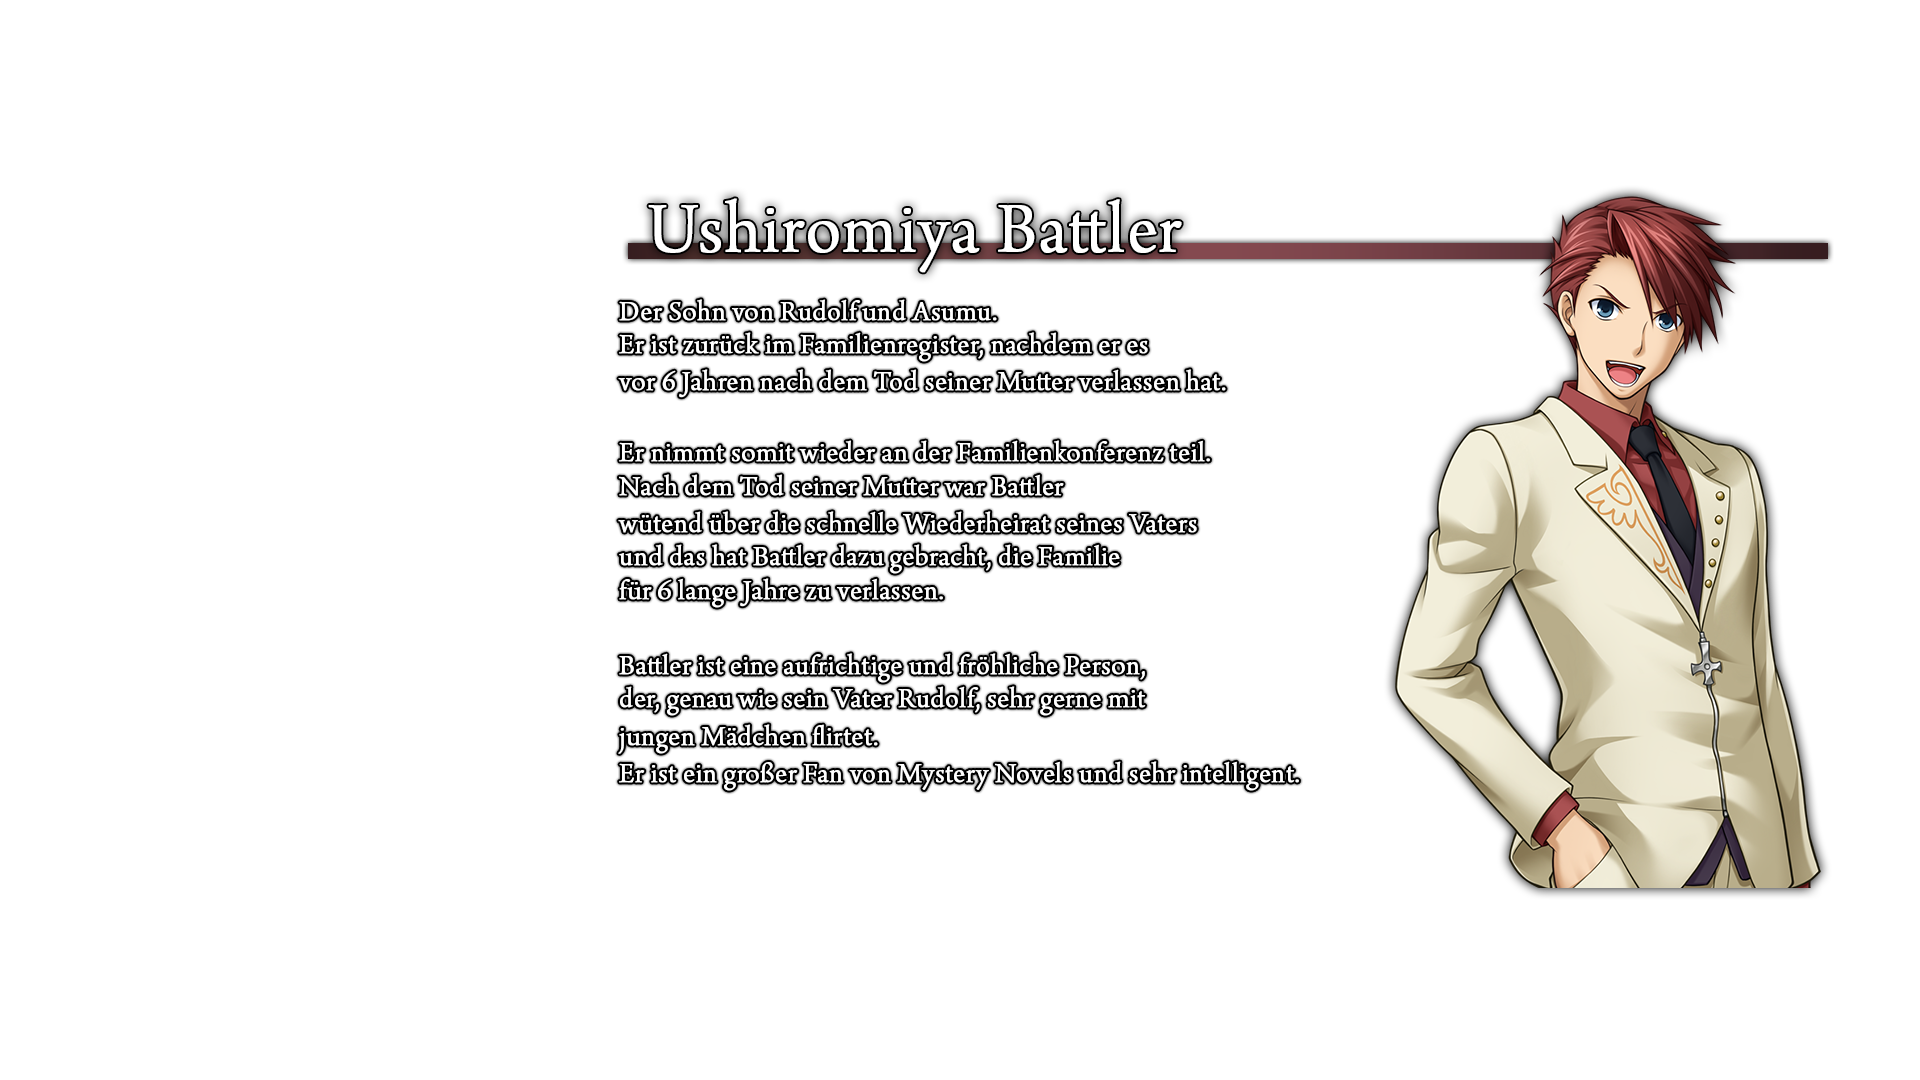 Ushiromiya Battler
Der Sohn von Rudolf und Asumu.
Er ist zurück im Familienregister, nachdem er es
vor 6 Jahren nach dem Tod seiner Mutter verlassen hat.
Er nimmt somit wieder an der Familienkonferenz teil.
Nach dem Tod seiner Mutter war Battler
wütend über die schnelle Wiederheirat seines Vaters
und das hat Battler dazu gebracht, die Familie
für 6 lange Jahre zu verlassen.
Battler ist eine aufrichtige und fröhliche Person,
der, genau wie sein Vater Rudolf, sehr gerne mit
jungen Mädchen flirtet.
Er ist ein großer Fan von Mystery Novels und sehr intelligent.